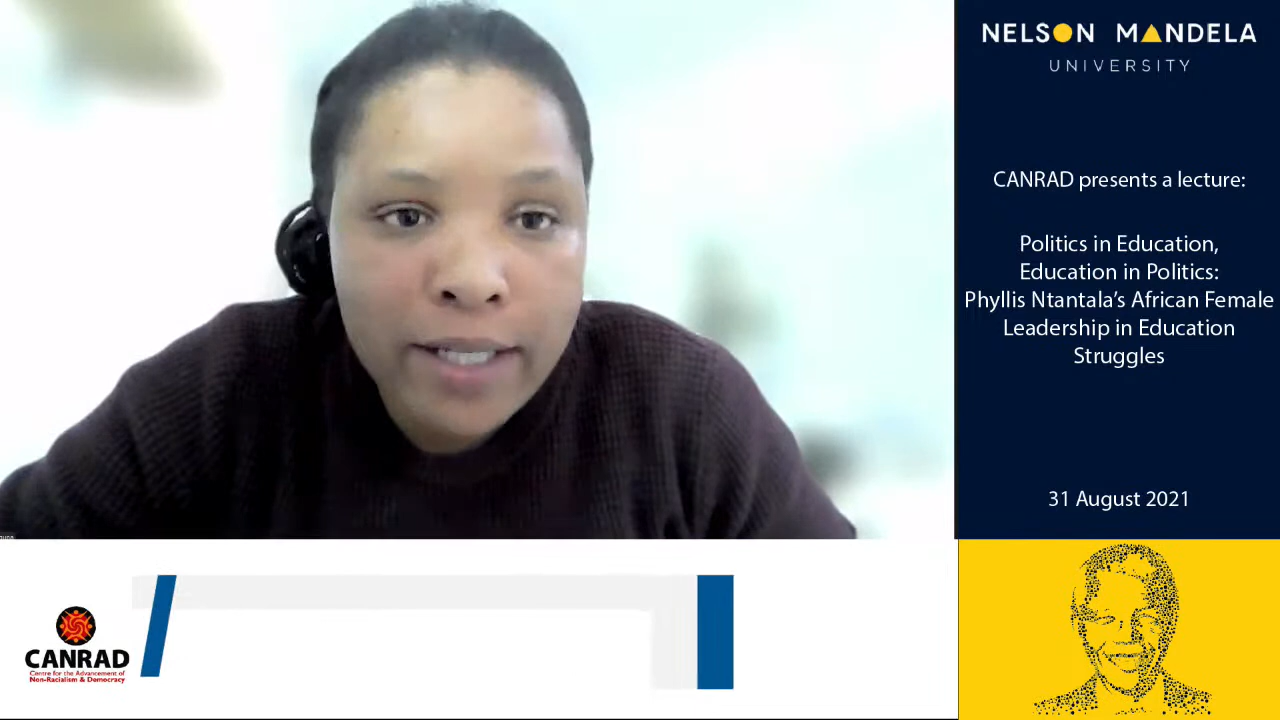 NELSON MANDELA
UNIVERSITY
CANRAD presents a lecture:
Politics in Education,
Education in Politics:
Phyllis Ntantala's African Female
Leadership in Education
Struggles
31 August 2021
CANRAD
Centre for the Advancement of
Non-Racialism & Democracy